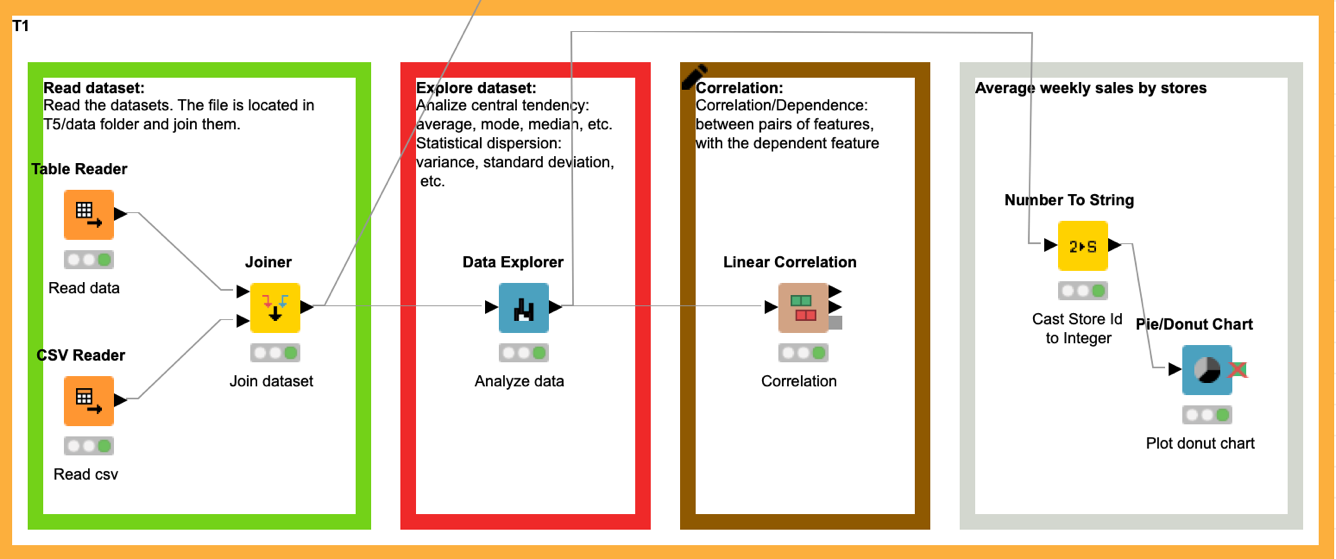 T1
Read dataset:
Read the datasets. The file is located in
T5/data folder and join them.
Table Reader
Read data
CSV Reader
Read csv
Joiner
Join dataset
Explore dataset:
Analize central tendency:
average, mode, median, etc.
Statistical dispersion:
variance, standard deviation,
etc.
Data Explorer
Analyze data
Correlation:
Correlation/Dependence:
between pairs of features,
with the dependent feature
Linear Correlation
Correlation
Average weekly sales by stores
Number To String
2▸S
Cast Store Id
to Integer
Pie/Donut Chart
Plot donut chart